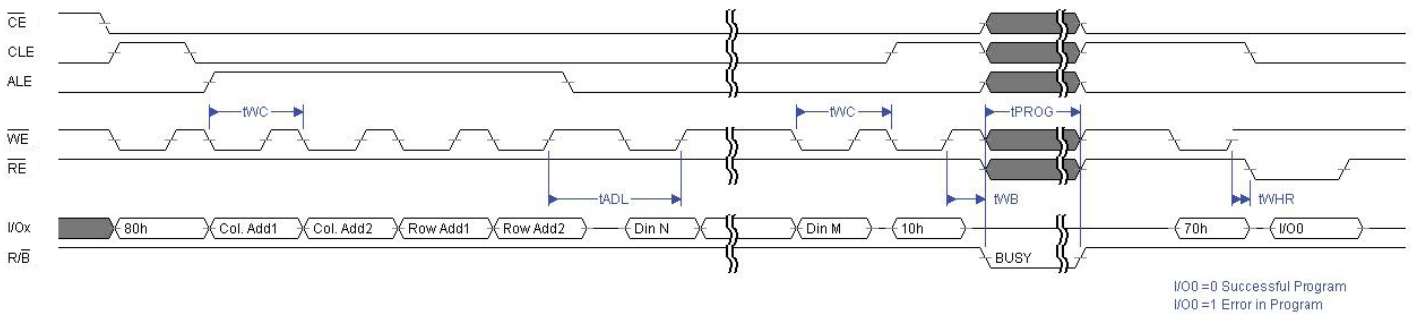 CE
CLE
ALE
tWC tWC tPROG
WE
RE
tADL tWB tWHR
I/Ox 80h Col. Add1 Col. Add2 Row Add1 Row Add2 Din N Din M 10h 70h I/O0
R/B BUSY
I/O0 =0 Successful Program
I/O0 =1 Error in Program